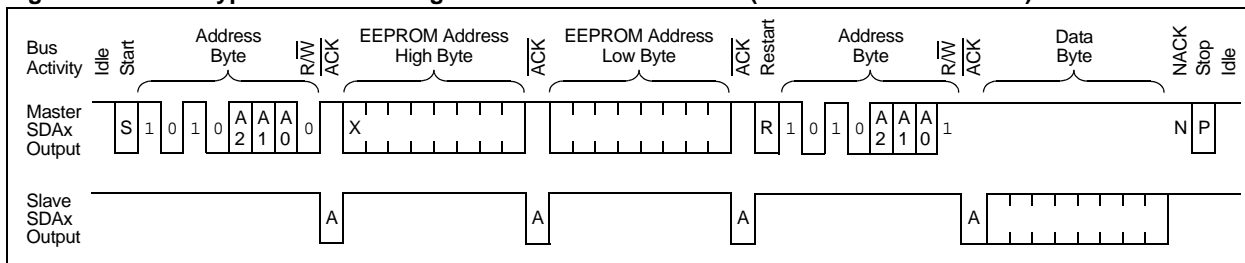 Bus Activity Idle Start Address Byte R/W ACK EEPROM Address High Byte ACK EEPROM Address Low Byte ACK Restart Address Byte R/W ACK Data Byte NACK Stop Idle
Master SDAx Output S 1 0 1 0 A2 A1 A0 0 X R 1 0 1 0 A2 A1 A0 1 N P
Slave SDAx Output A A A A